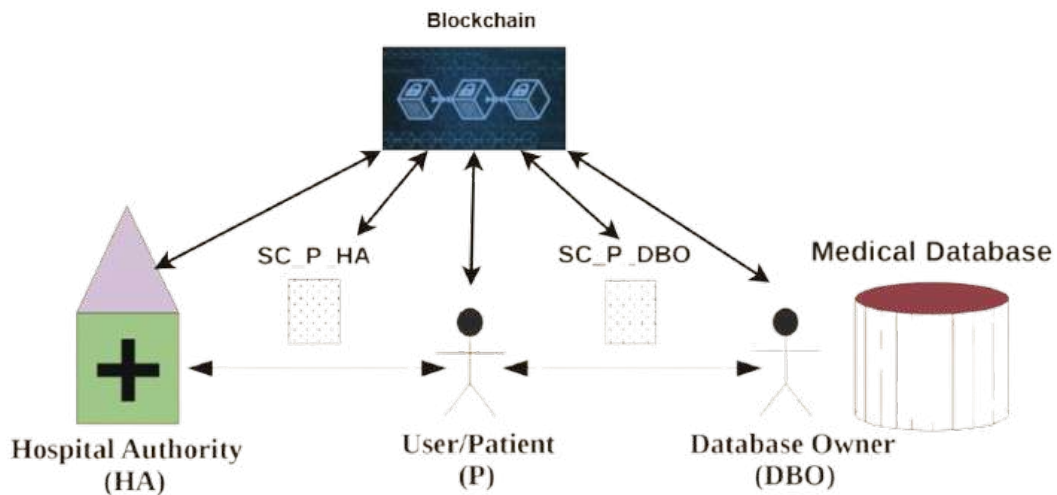 Blockchain
SC_P_HA
SC_P_DBO
Medical Database
Hospital Authority
(HA)
User/Patient
(P)
Database Owner
(DBO)